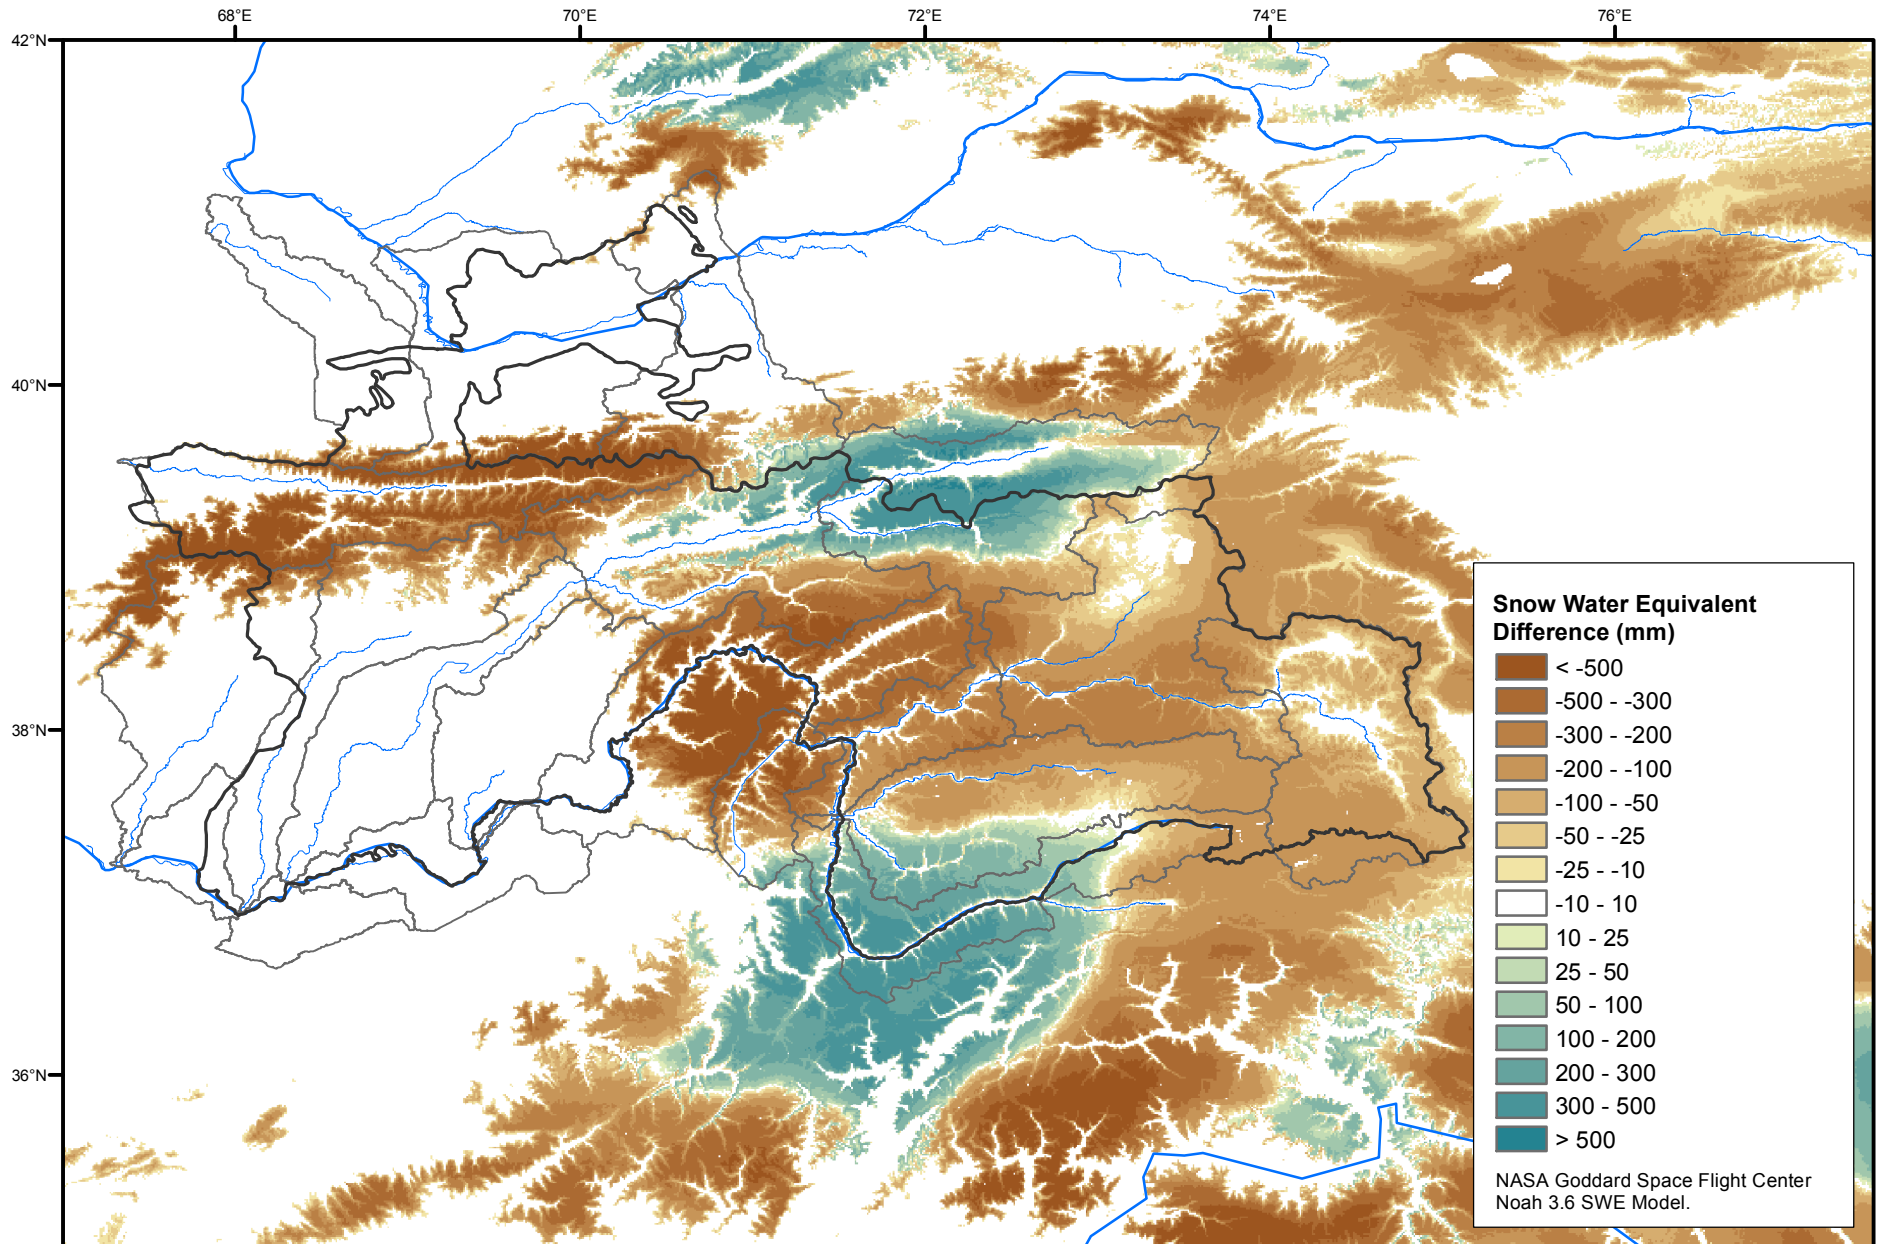 68°E
70°E
72°E
74°E
76°E
42°N
40°N
38°N
36°N
Snow Water Equivalent
Difference (mm)
< -500
-500 - -300
-300 - -200
-200 - -100
-100 - -50
-50 - -25
-25 - -10
-10 - 10
10 - 25
25 - 50
50 - 100
100 - 200
200 - 300
300 - 500
> 500
NASA Goddard Space Flight Center
Noah 3.6 SWE Model.